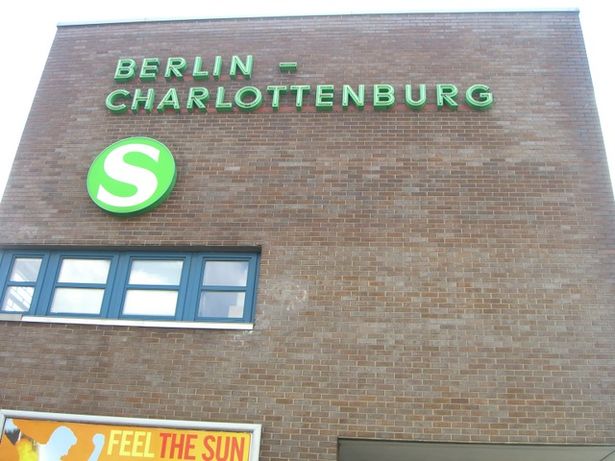 BERLIN -
CHARLOTTENBURG
S
FEEL THE SUN